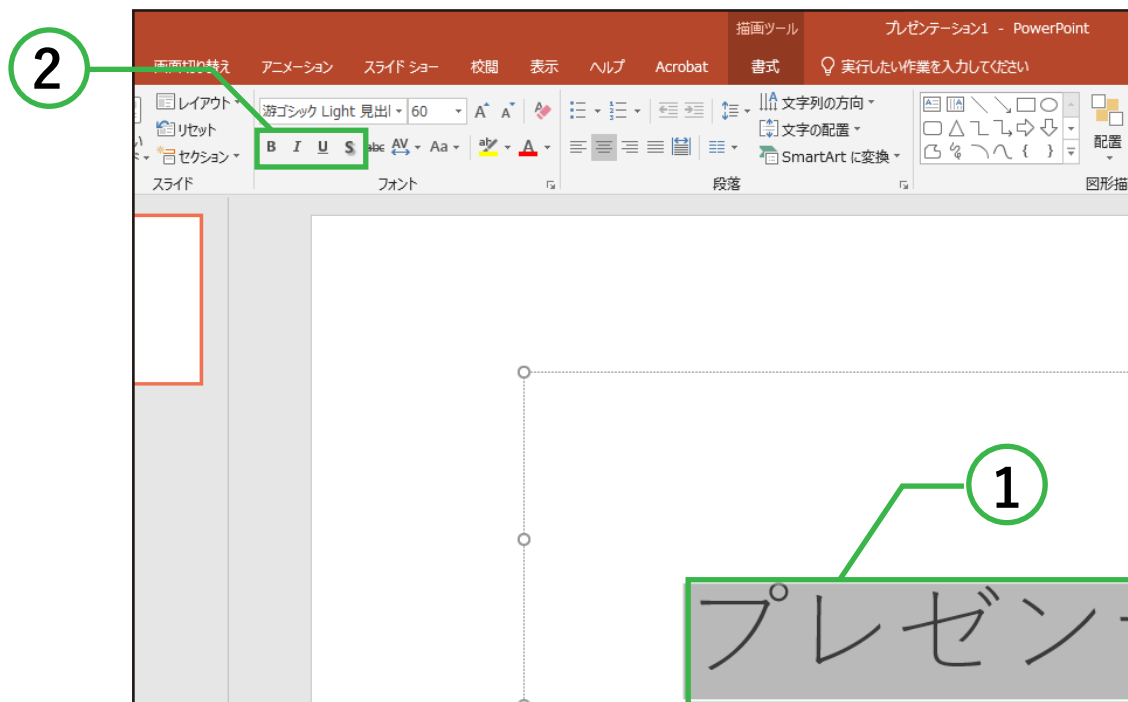 描画ツール プレゼンテーション1 - PowerPoint
画面切り替え アニメーション スライド ショー 校閲 表示 ヘルプ Acrobat 書式 実行したい作業を入力してください
2
レイアウト 游ゴシック Light 見出し 60 A A 文字列の方向
リセット 文字の配置 配置
B I U S abc AV Aa ab A
セクション SmartArt に変換
スライド フォント 段落 図形描
1
プレゼン